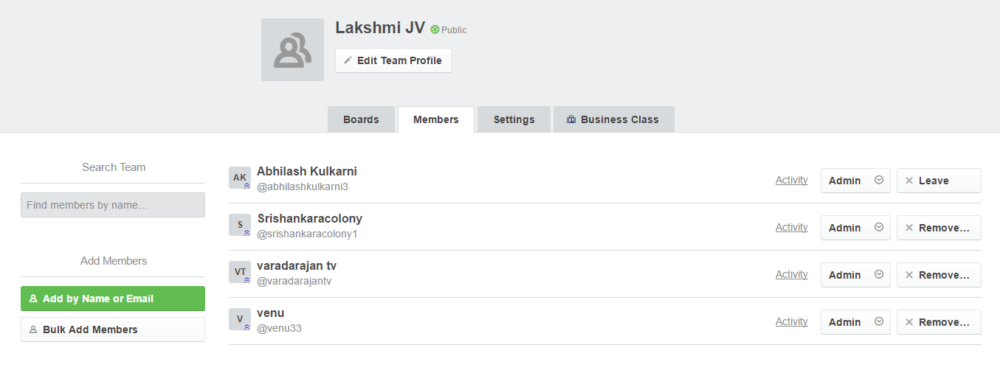 Lakshmi JV Public
Edit Team Profile
Boards Members Settings Business Class
Search Team
Find members by name…
Add Members
Add by Name or Email
Bulk Add Members
AK Abhilash Kulkarni
@abhilashkulkarni3
Activity Admin Leave
S Srishankaracolony
@srishankaracolony1
Activity Admin Remove…
VT varadarajan tv
@varadarajantv
Activity Admin Remove…
V venu
@venu33
Activity Admin Remove…